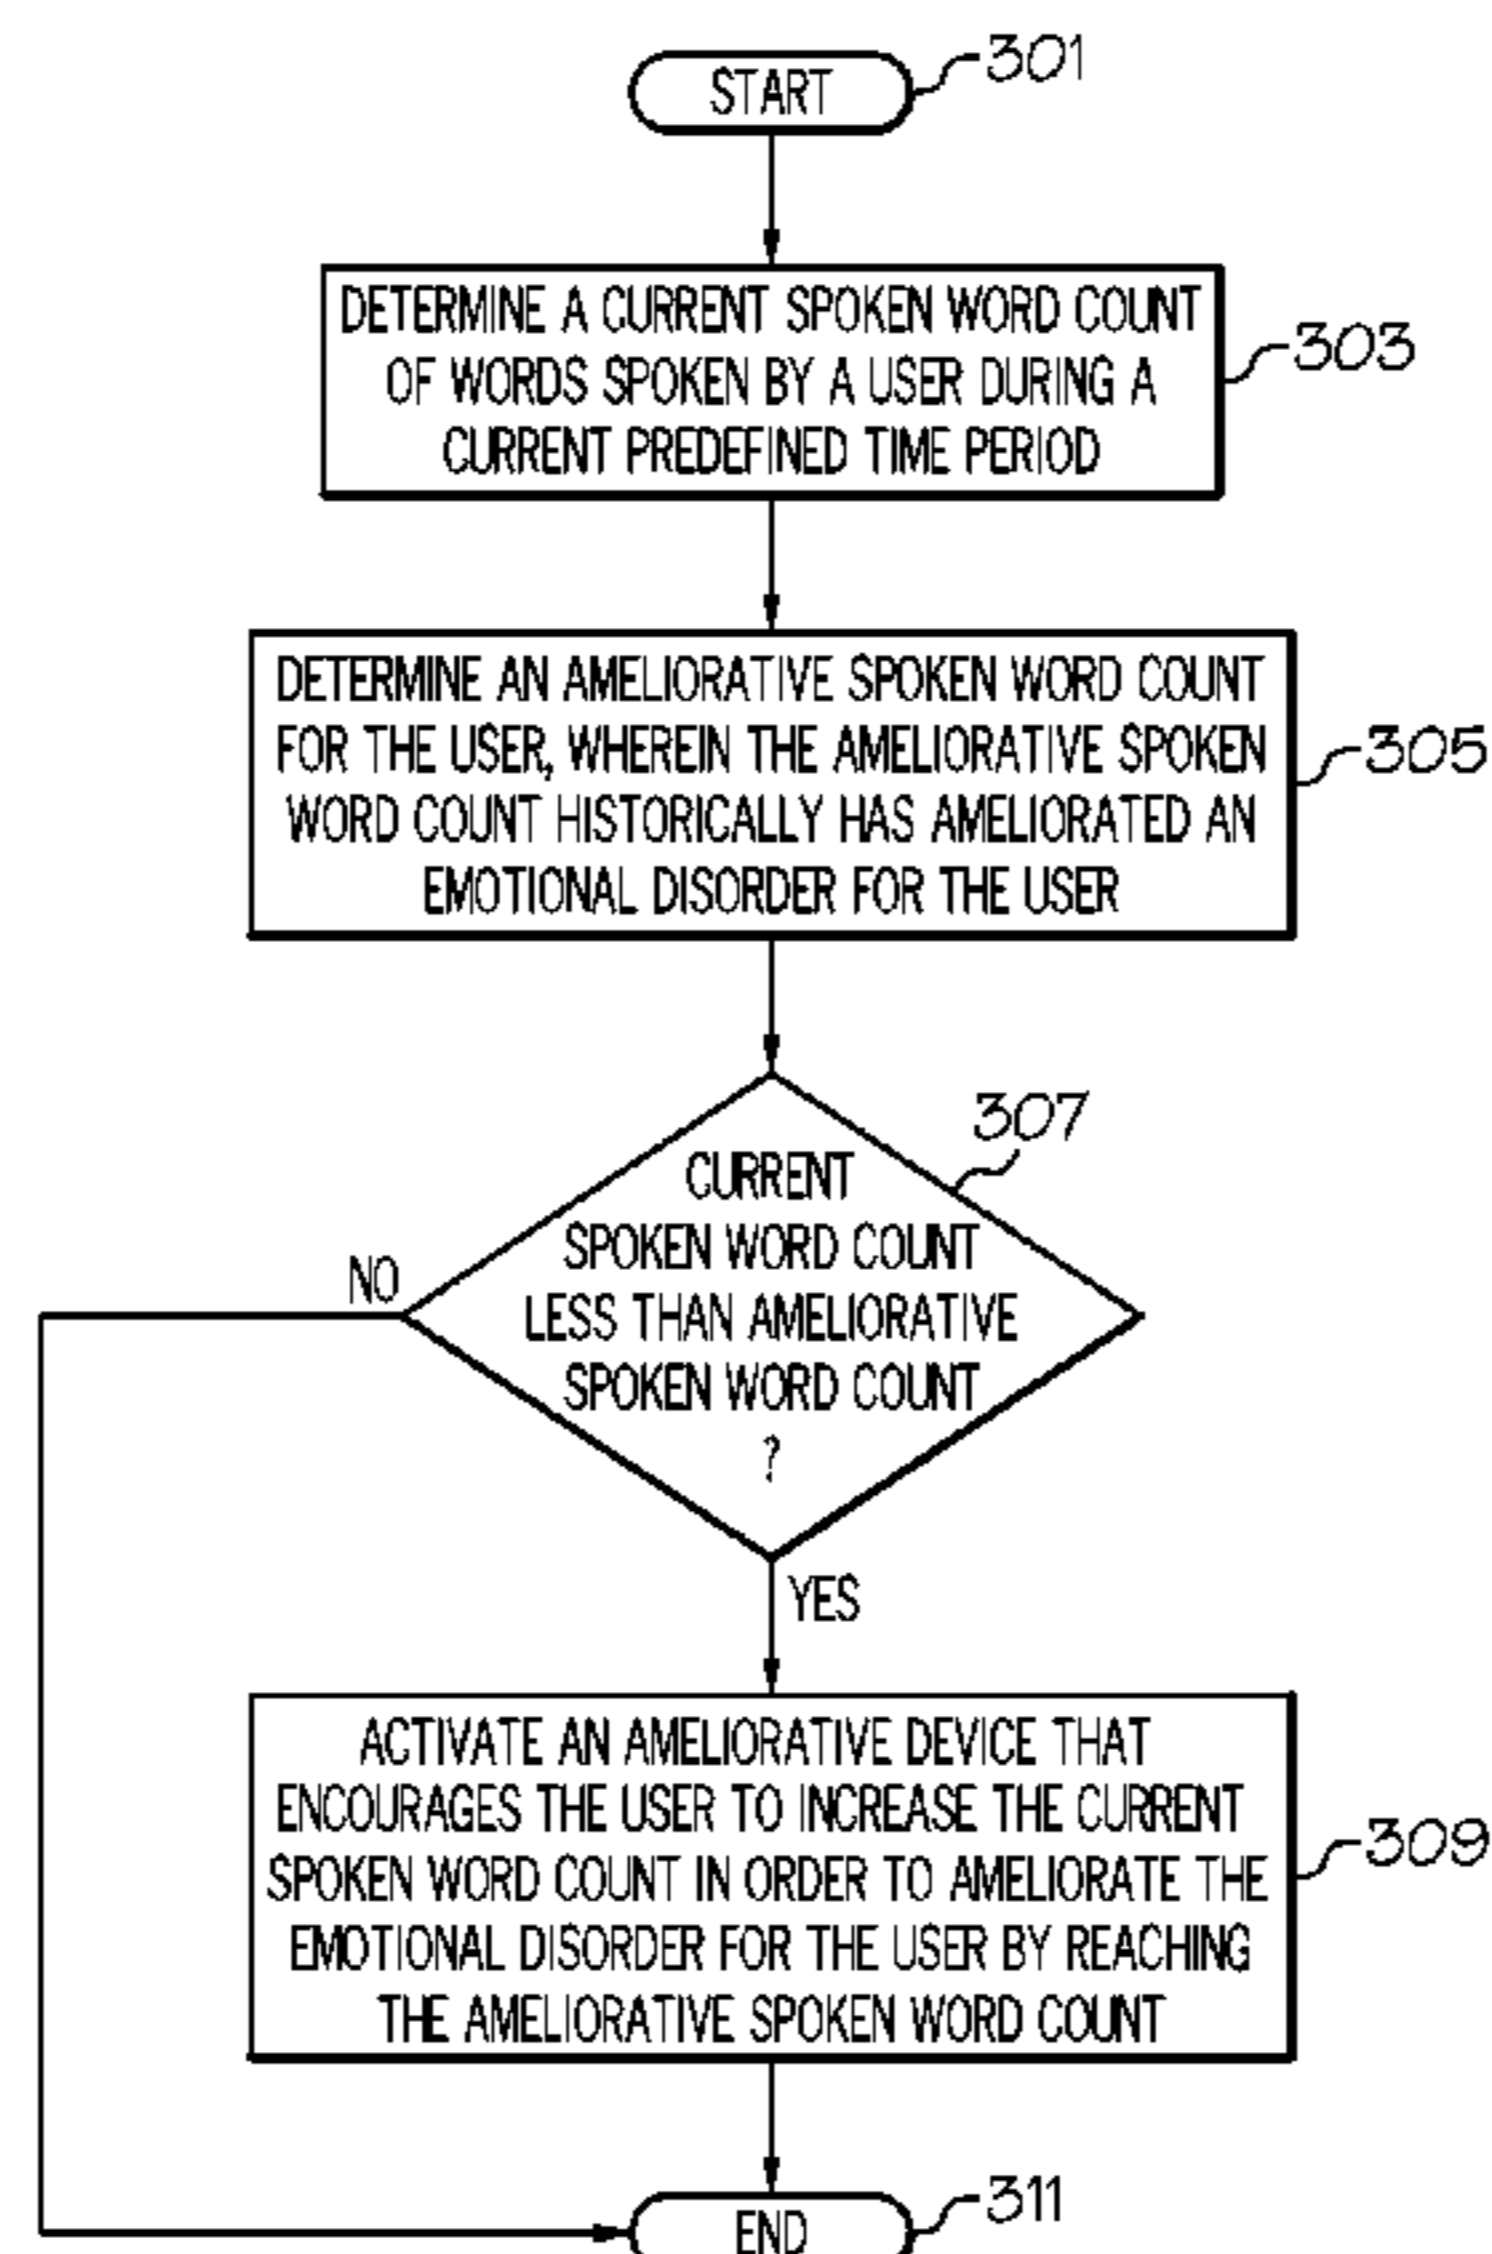 START
301
DETERMINE A CURRENT SPOKEN WORD COUNT
OF WORDS SPOKEN BY A USER DURING A
CURRENT PREDEFINED TIME PERIOD
303
DETERMINE AN AMELIORATIVE SPOKEN WORD COUNT
FOR THE USER, WHEREIN THE AMELIORATIVE SPOKEN
WORD COUNT HISTORICALLY HAS AMELIORATED AN
EMOTIONAL DISORDER FOR THE USER
305
307
CURRENT
SPOKEN WORD COUNT
LESS THAN AMELIORATIVE
SPOKEN WORD COUNT
?
NO
YES
ACTIVATE AN AMELIORATIVE DEVICE THAT
ENCOURAGES THE USER TO INCREASE THE CURRENT
SPOKEN WORD COUNT IN ORDER TO AMELIORATE THE
EMOTIONAL DISORDER FOR THE USER BY REACHING
THE AMELIORATIVE SPOKEN WORD COUNT
309
END
311